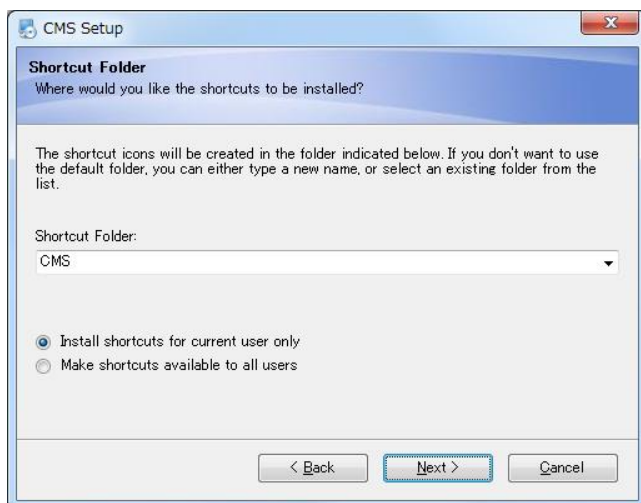 CMS Setup
Shortcut Folder
Where would you like the shortcuts to be installed?
The shortcut icons will be created in the folder indicated below. If you don't want to use
the default folder, you can either type a new name, or select an existing folder from the
list.
Shortcut Folder:
CMS
Install shortcuts for current user only
Make shortcuts available to all users
< Back
Next >
Cancel